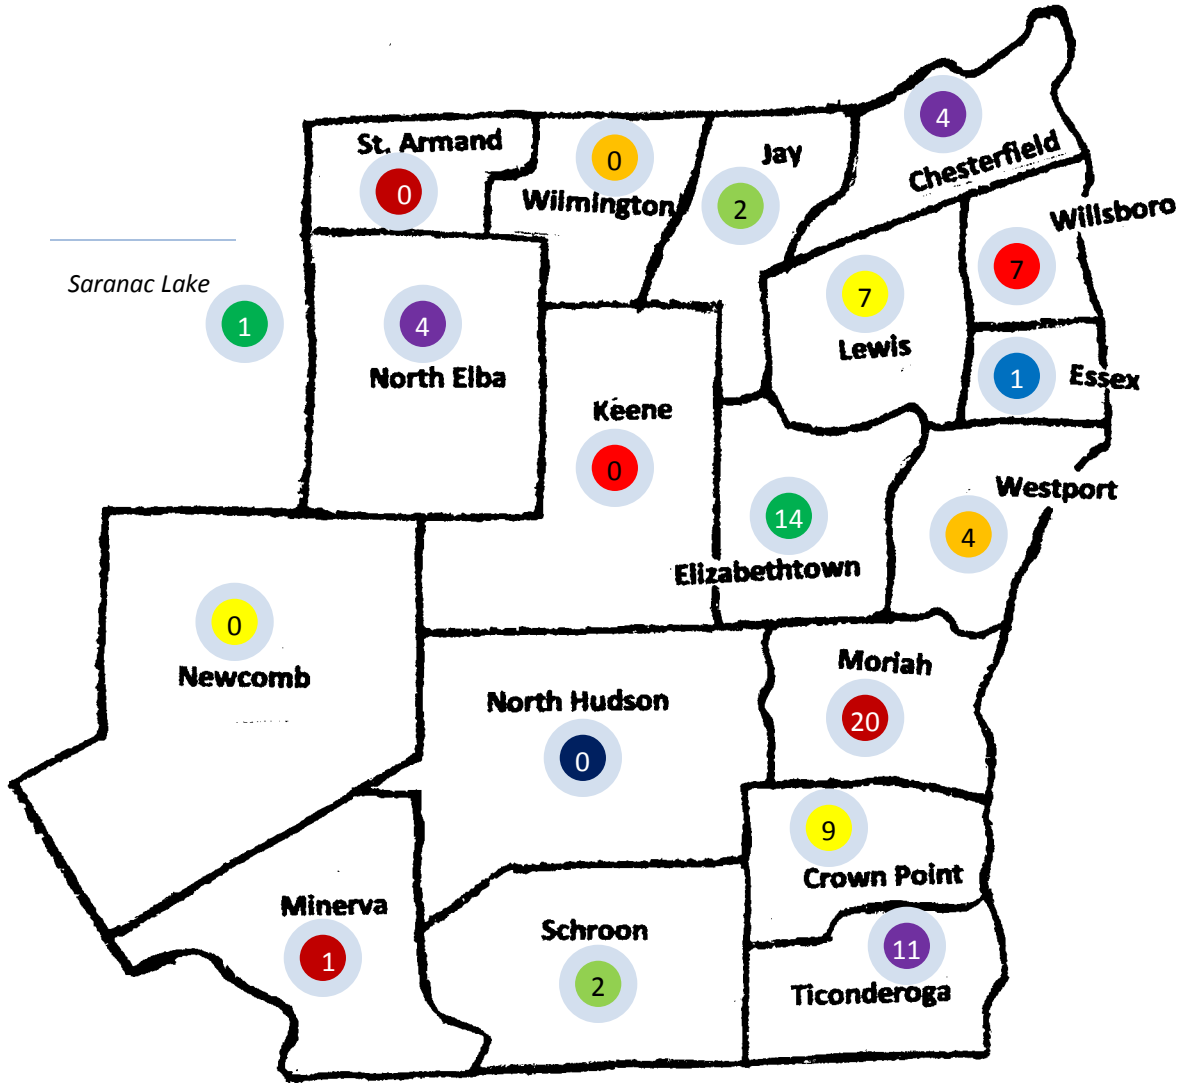 4
St. Armand
0
Jay
Chesterfield
0
Wilmington
2
Willsboro
7
Saranac Lake
7
1
4
Lewis
North Elba
1
Essex
Keene
0
Westport
14
4
Elizabethtown
0
Newcomb
Moriah
North Hudson
20
0
9
Crown Point
Minerva
Schroon
11
1
2
Ticonderoga